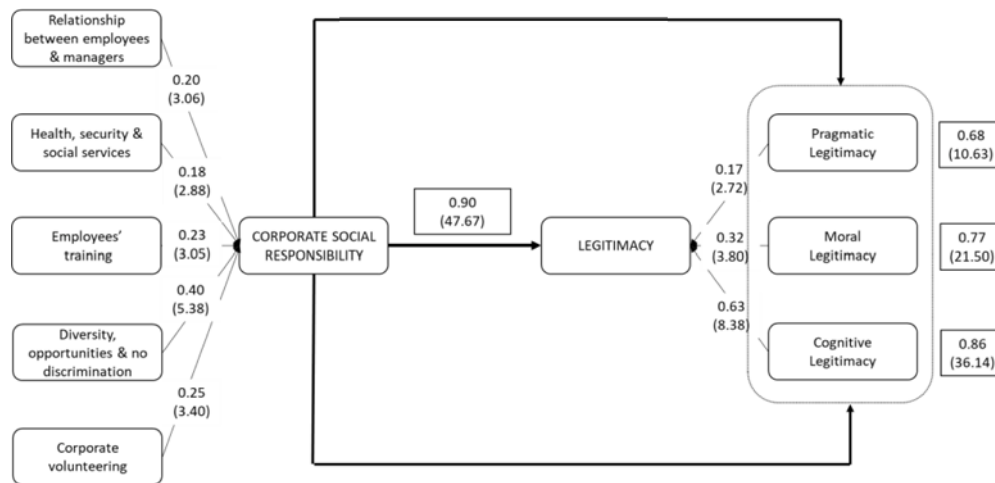 Relationship
between employees
& managers
0.20
(3.06)
Health, security &
social services
0.18
(2.88)
Employees'
training
0.23
(3.05)
Diversity,
opportunities & no
discrimination
0.40
(5.38)
Corporate
volunteering
0.25
(3.40)
CORPORATE SOCIAL
RESPONSIBILITY
0.90
(47.67)
LEGITIMACY
0.17
(2.72)
0.32
(3.80)
0.63
(8.38)
Pragmatic
Legitimacy
0.68
(10.63)
Moral
Legitimacy
0.77
(21.50)
Cognitive
Legitimacy
0.86
(36.14)